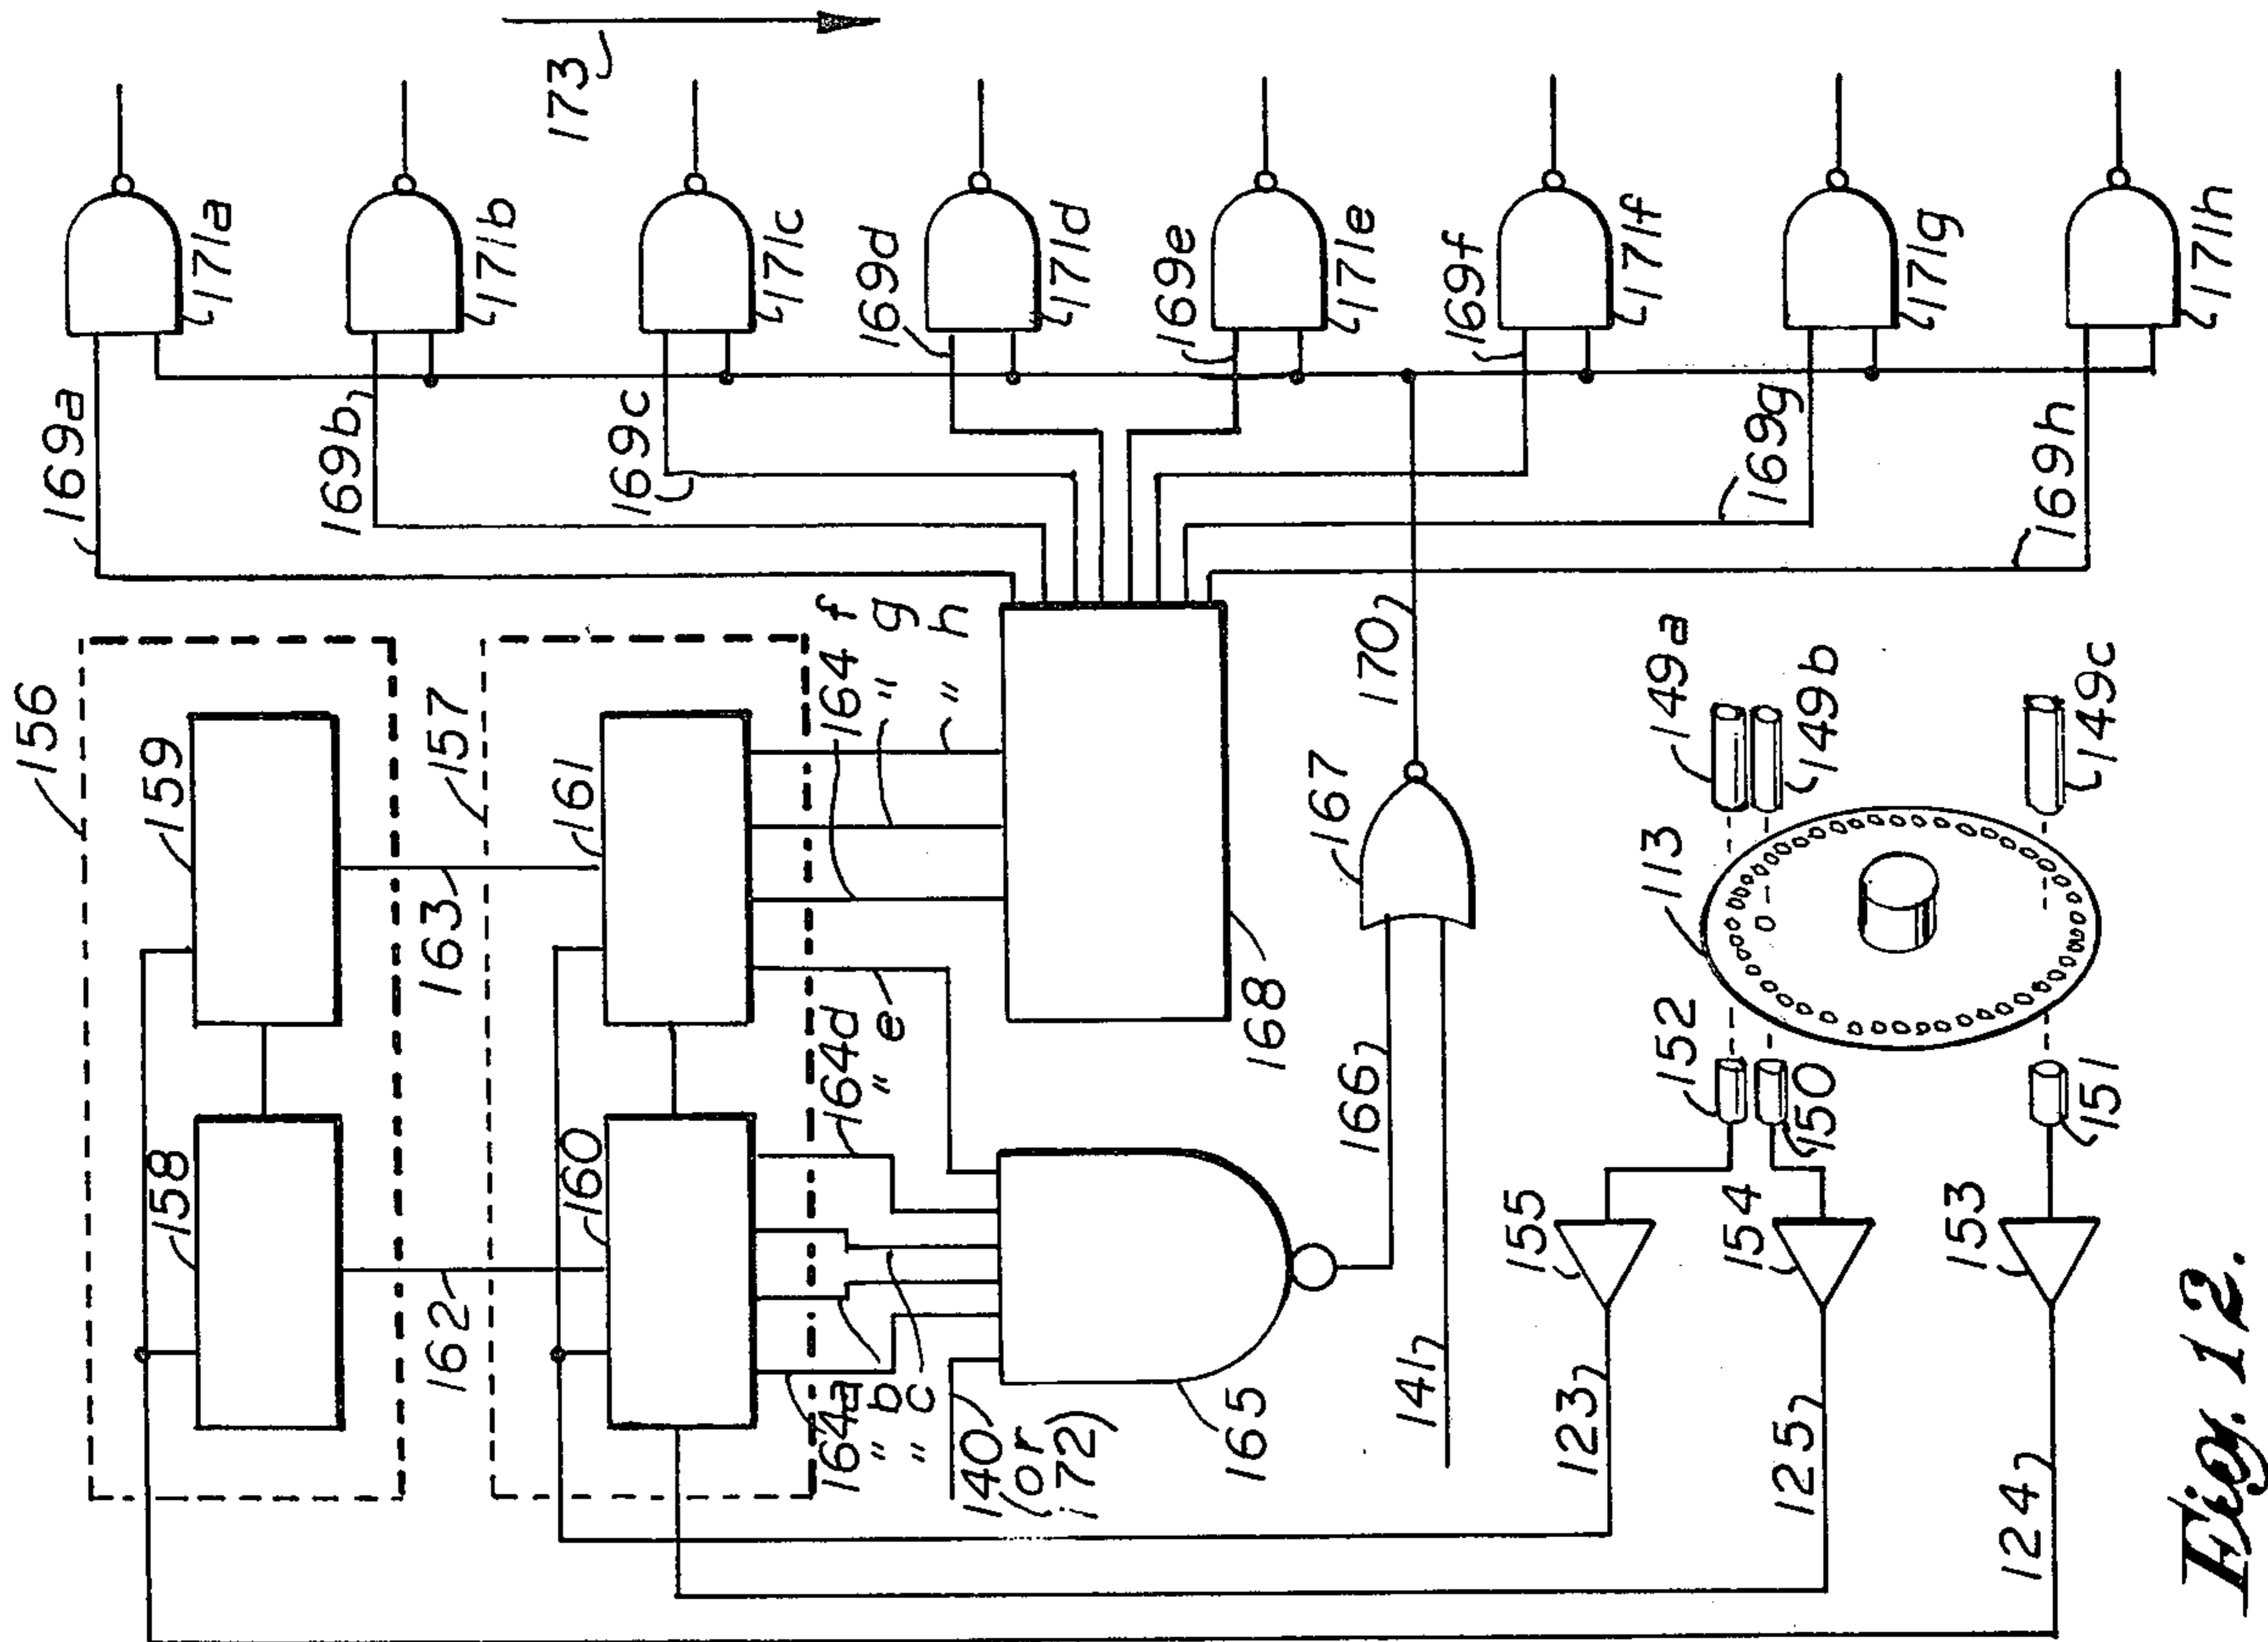 156
159
158
163
157
161
160
162
164 f
" g
" h
164d
" e
164a
" b
" c
140
(or
172)
165
168
166
141
167
170
169a
169b
169c
169d
169e
169f
169g
169h
171a
171b
171c
171d
171e
171f
171g
171h
173
149a
149b
149c
113
152
150
151
155
154
153
123
125
124
Fig. 12.